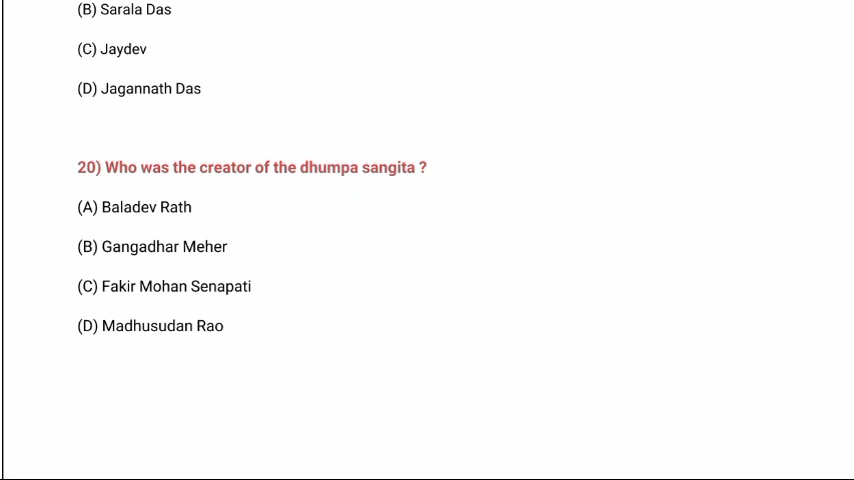 (B) Sarala Das
(C) Jaydev
(D) Jagannath Das
20) Who was the creator of the dhumpa sangita ?
(A) Baladev Rath
(B) Gangadhar Meher
(C) Fakir Mohan Senapati
(D) Madhusudan Rao